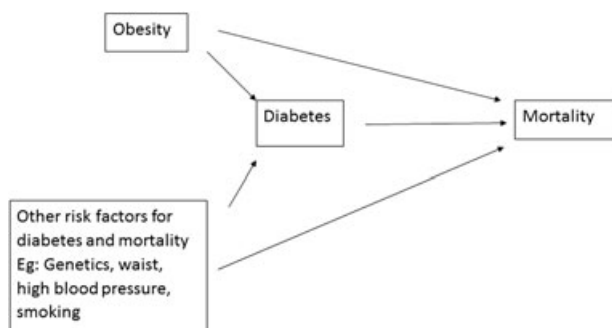 Obesity
Diabetes
Mortality
Other risk factors for
diabetes and mortality
Eg: Genetics, waist,
high blood pressure,
smoking